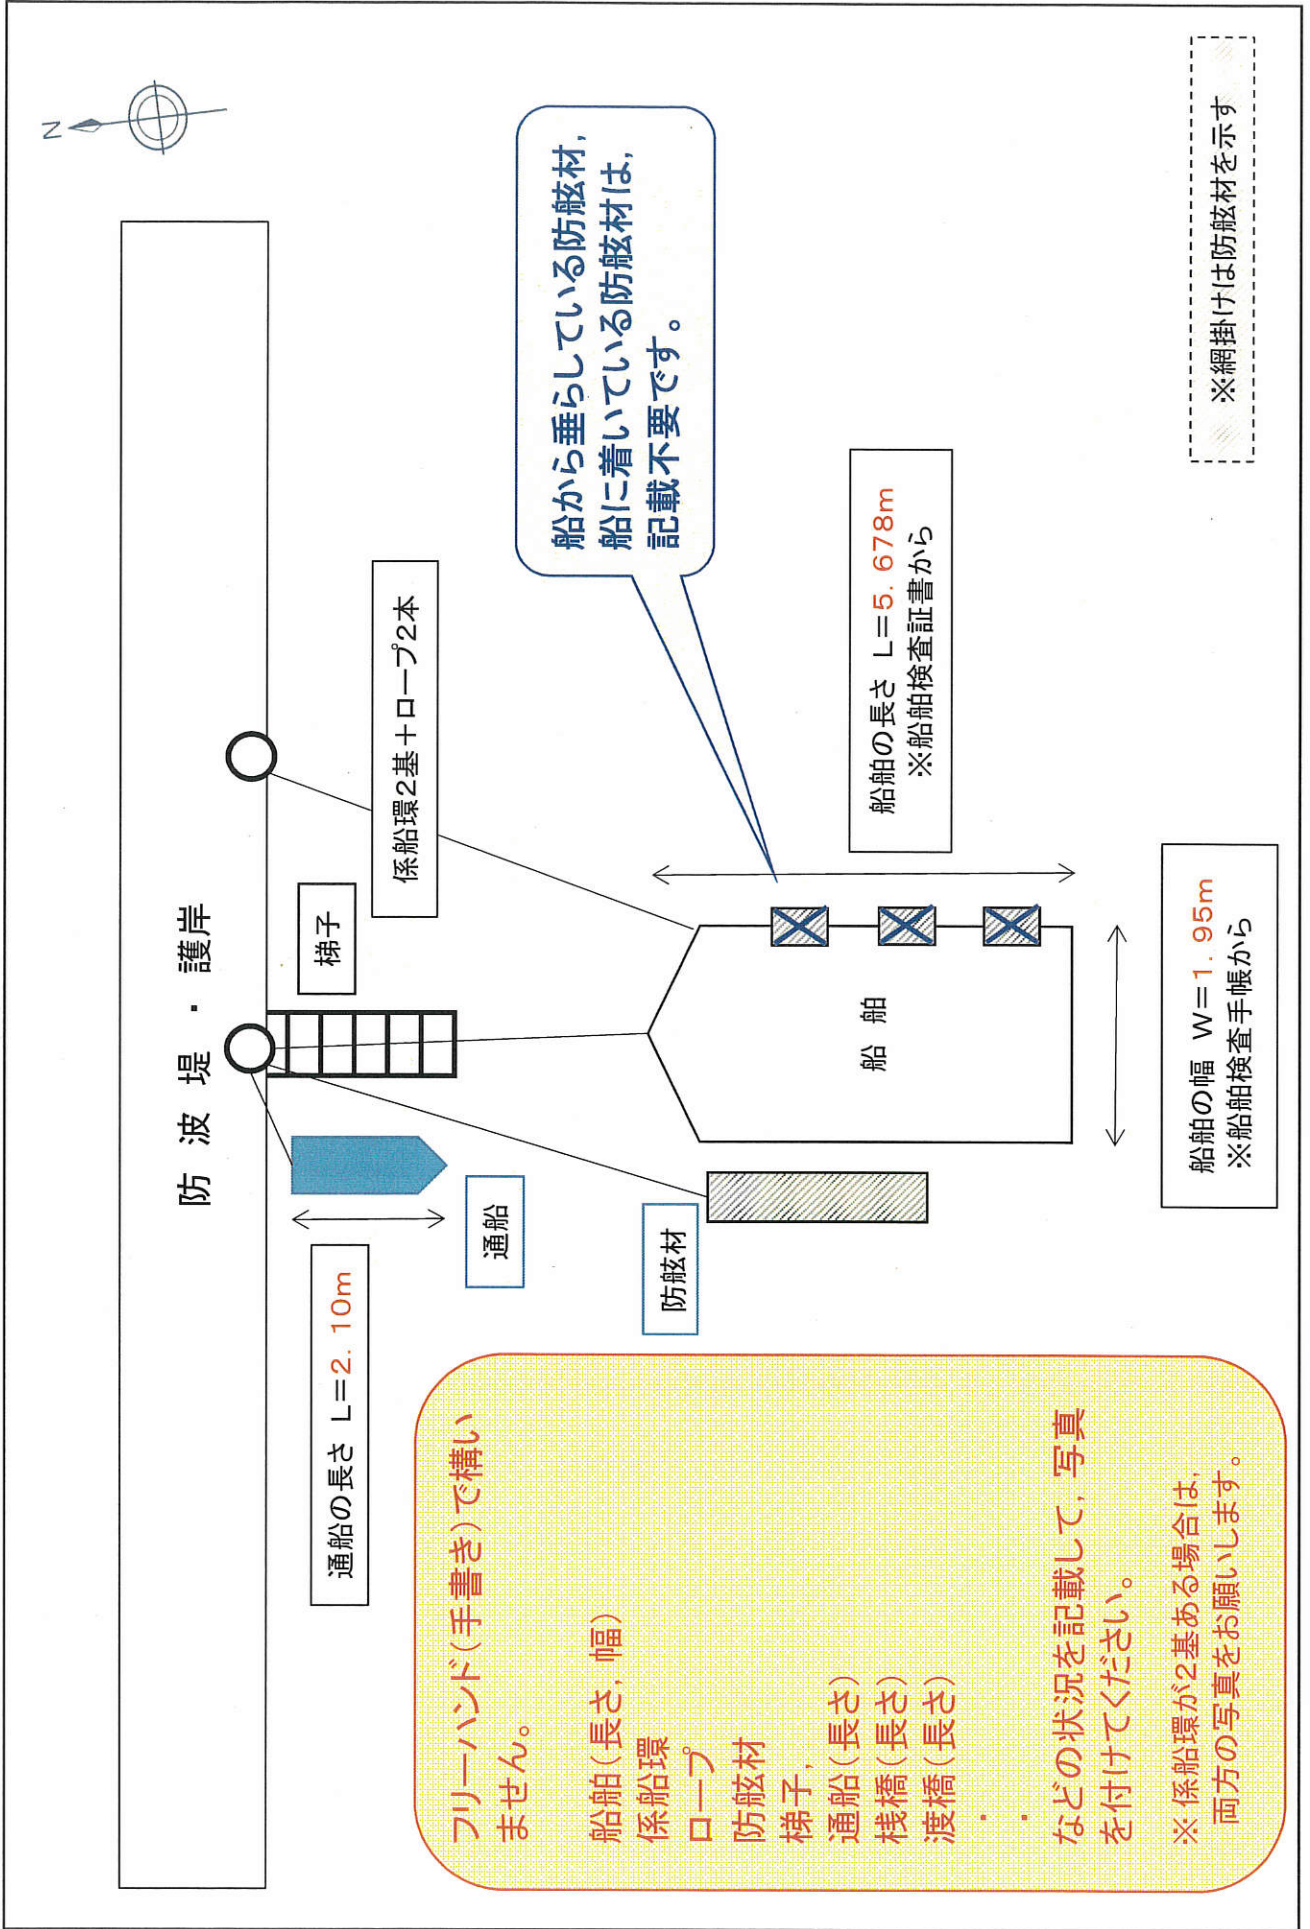 N
防 波 堤 ・ 護岸
通船の長さ L=2. 10m
梯子
係船環2基+ロープ2本
通船
防舷材
船から垂らしている防舷材,
船に着いている防舷材は,
記載不要です。
船 舶
船舶の長さ L=5. 678m
※船舶検査証書から
船舶の幅 W=1. 95m
※船舶検査手帳から
※網掛けは防舷材を示す
フリーハンド(手書き)で構い
ません。
船舶(長さ, 幅)
係船環
ロープ
防舷材
梯子,
通船(長さ)
桟橋(長さ)
渡橋(長さ)
・
・
などの状況を記載して, 写真
を付けてください。
※係船環が2基ある場合は,
両方の写真をお願いします。